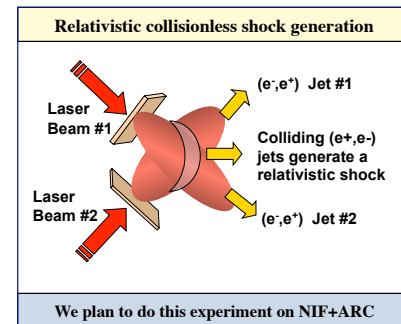 Relativistic collisionless shock generation
(e-,e+) Jet #1
Laser
Beam #1
Colliding (e+,e-)
jets generate a
relativistic shock
Laser
Beam #2
(e-,e+) Jet #2
We plan to do this experiment on NIF+ARC